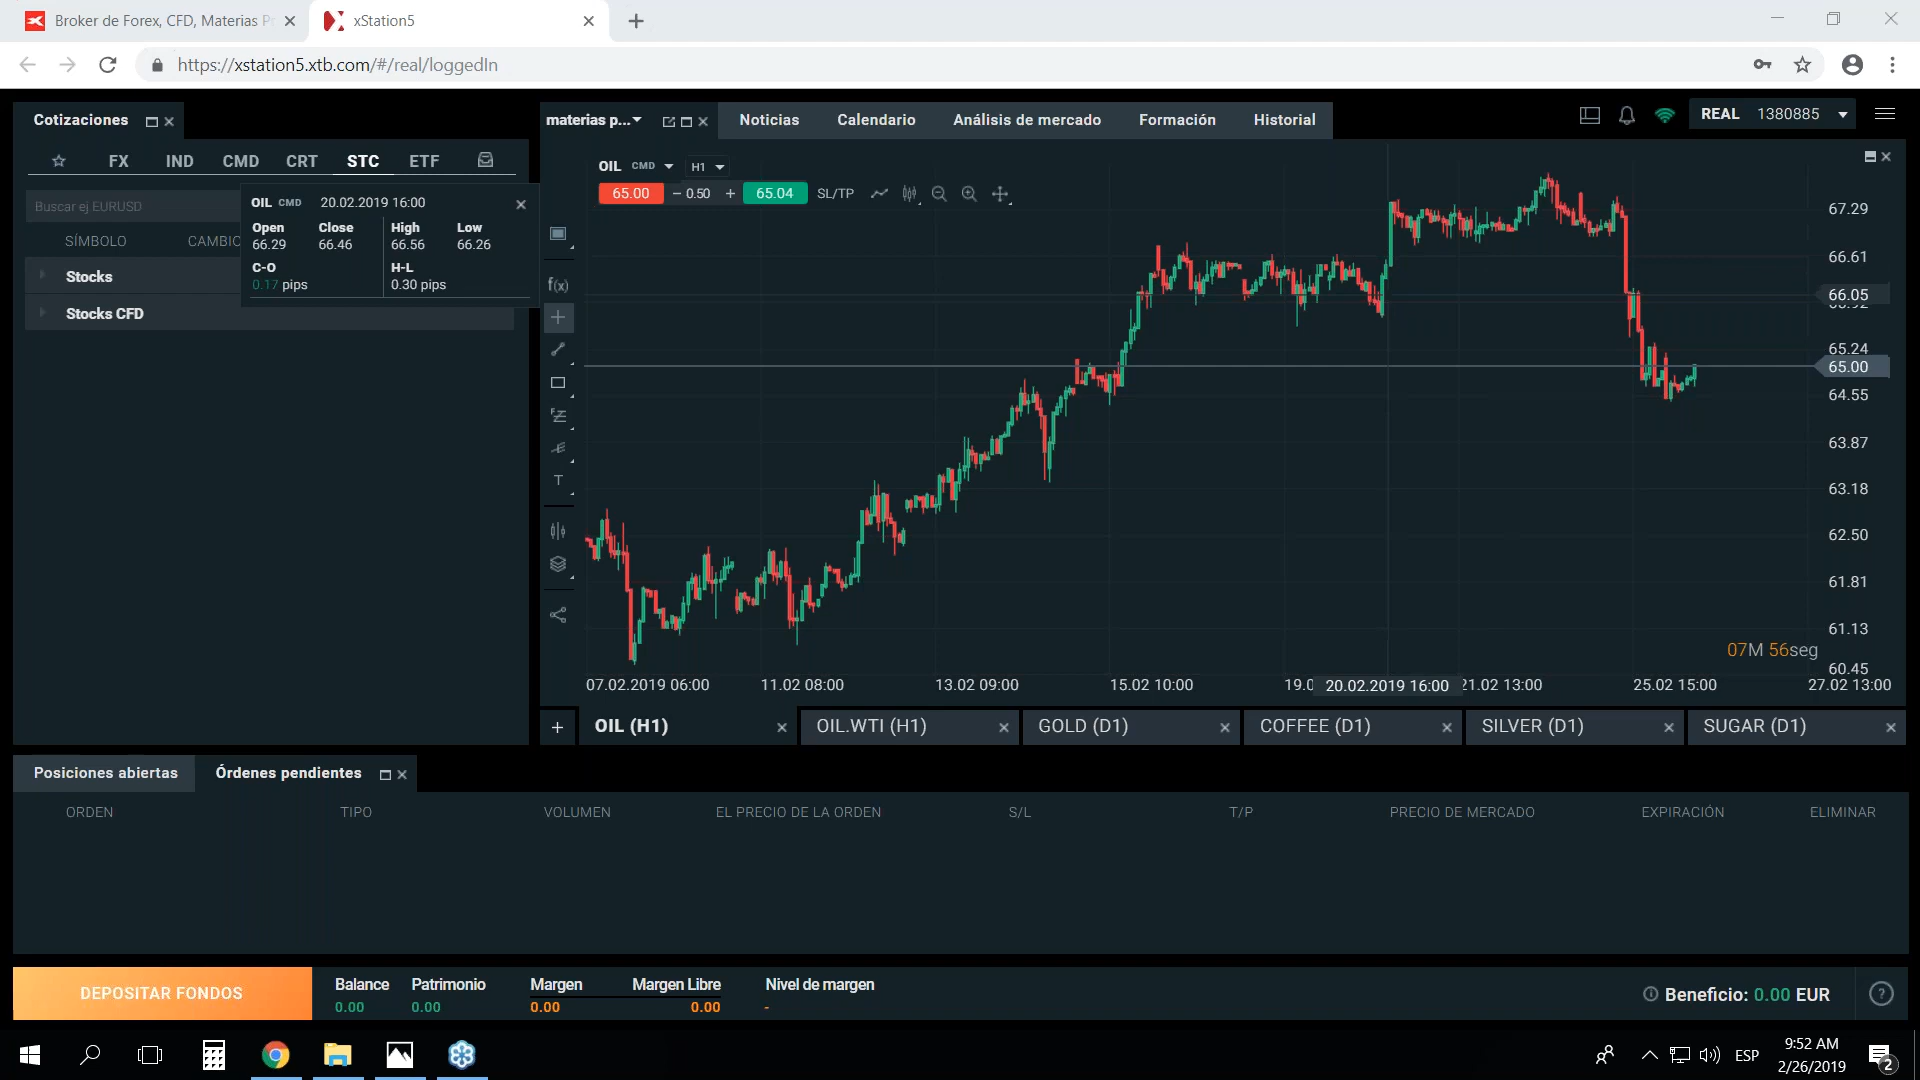 Broker de Forex, CFD, Materias P
xStation5
https://xstation5.xtb.com/#/real/loggedIn
Cotizaciones
materias p...
Noticias
Calendario
Análisis de mercado
Formación
Historial
REAL 1380885
FX IND CMD CRT STC ETF
Buscar ej EURUSD
SÍMBOLO CAMBIO
Stocks
Stocks CFD
OIL CMD 20.02.2019 16:00
Open Close High Low
66.29 66.46 66.56 66.26
C-O H-L
0.17 pips 0.30 pips
OIL CMD H1
65.00 – 0.50 + 65.04 SL/TP
f(x)
T
67.29
66.61
66.05
65.24
65.00
64.55
63.87
63.18
62.50
61.81
61.13
60.45
07M 56seg
07.02.2019 06:00 11.02 08:00 13.02 09:00 15.02 10:00 19.0 20.02.2019 16:00 21.02 13:00 25.02 15:00 27.02 13:00
OIL (H1) OIL.WTI (H1) GOLD (D1) COFFEE (D1) SILVER (D1) SUGAR (D1)
Posiciones abiertas Órdenes pendientes
ORDEN TIPO VOLUMEN EL PRECIO DE LA ORDEN S/L T/P PRECIO DE MERCADO EXPIRACIÓN ELIMINAR
DEPOSITAR FONDOS
Balance Patrimonio Margen Margen Libre Nivel de margen
0.00 0.00 0.00 0.00 -
Beneficio: 0.00 EUR
?
ESP
9:52 AM
2/26/2019
2